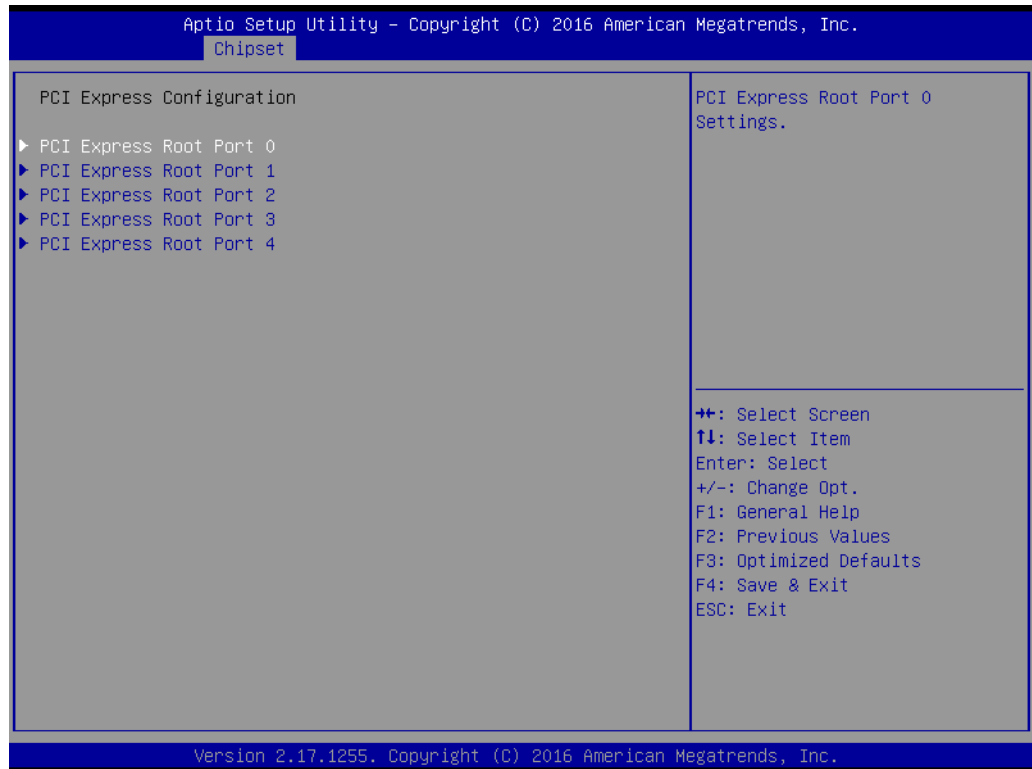 Aptio Setup Utility – Copyright (C) 2016 American Megatrends, Inc.
Chipset
PCI Express Configuration
▶ PCI Express Root Port 0
▶ PCI Express Root Port 1
▶ PCI Express Root Port 2
▶ PCI Express Root Port 3
▶ PCI Express Root Port 4
PCI Express Root Port 0
Settings.
→←: Select Screen
↑↓: Select Item
Enter: Select
+/-: Change Opt.
F1: General Help
F2: Previous Values
F3: Optimized Defaults
F4: Save & Exit
ESC: Exit
Version 2.17.1255. Copyright (C) 2016 American Megatrends, Inc.